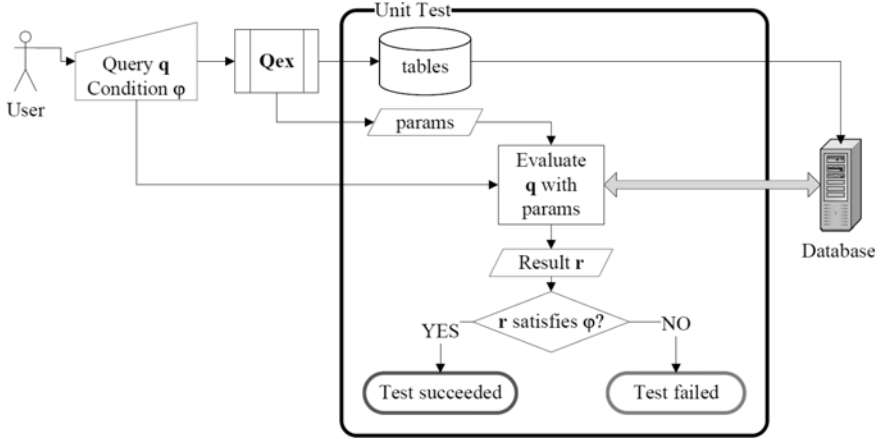 Unit Test
User
Query q
Condition φ
Qex
tables
params
Evaluate
q with
params
Database
Result r
r satisfies φ?
YES
NO
Test succeeded
Test failed